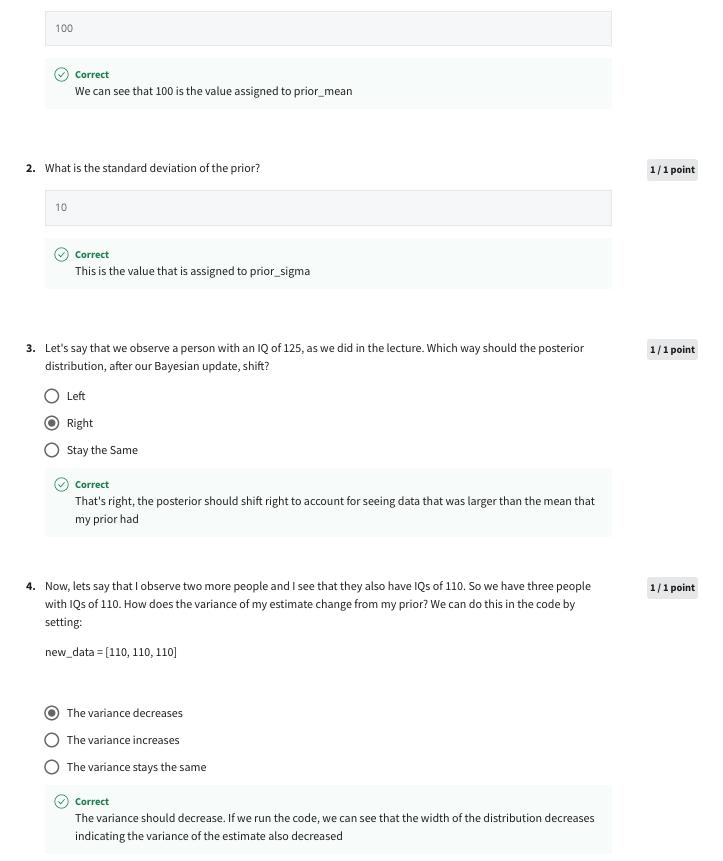 100
Correct
We can see that 100 is the value assigned to prior_mean
2. What is the standard deviation of the prior?
1 / 1 point
10
Correct
This is the value that is assigned to prior_sigma
3. Let's say that we observe a person with an IQ of 125, as we did in the lecture. Which way should the posterior
distribution, after our Bayesian update, shift?
1 / 1 point
Left
Right
Stay the Same
Correct
That's right, the posterior should shift right to account for seeing data that was larger than the mean that
my prior had
4. Now, lets say that I observe two more people and I see that they also have IQs of 110. So we have three people
with IQs of 110. How does the variance of my estimate change from my prior? We can do this in the code by
setting:
1 / 1 point
new_data = [110, 110, 110]
The variance decreases
The variance increases
The variance stays the same
Correct
The variance should decrease. If we run the code, we can see that the width of the distribution decreases
indicating the variance of the estimate also decreased